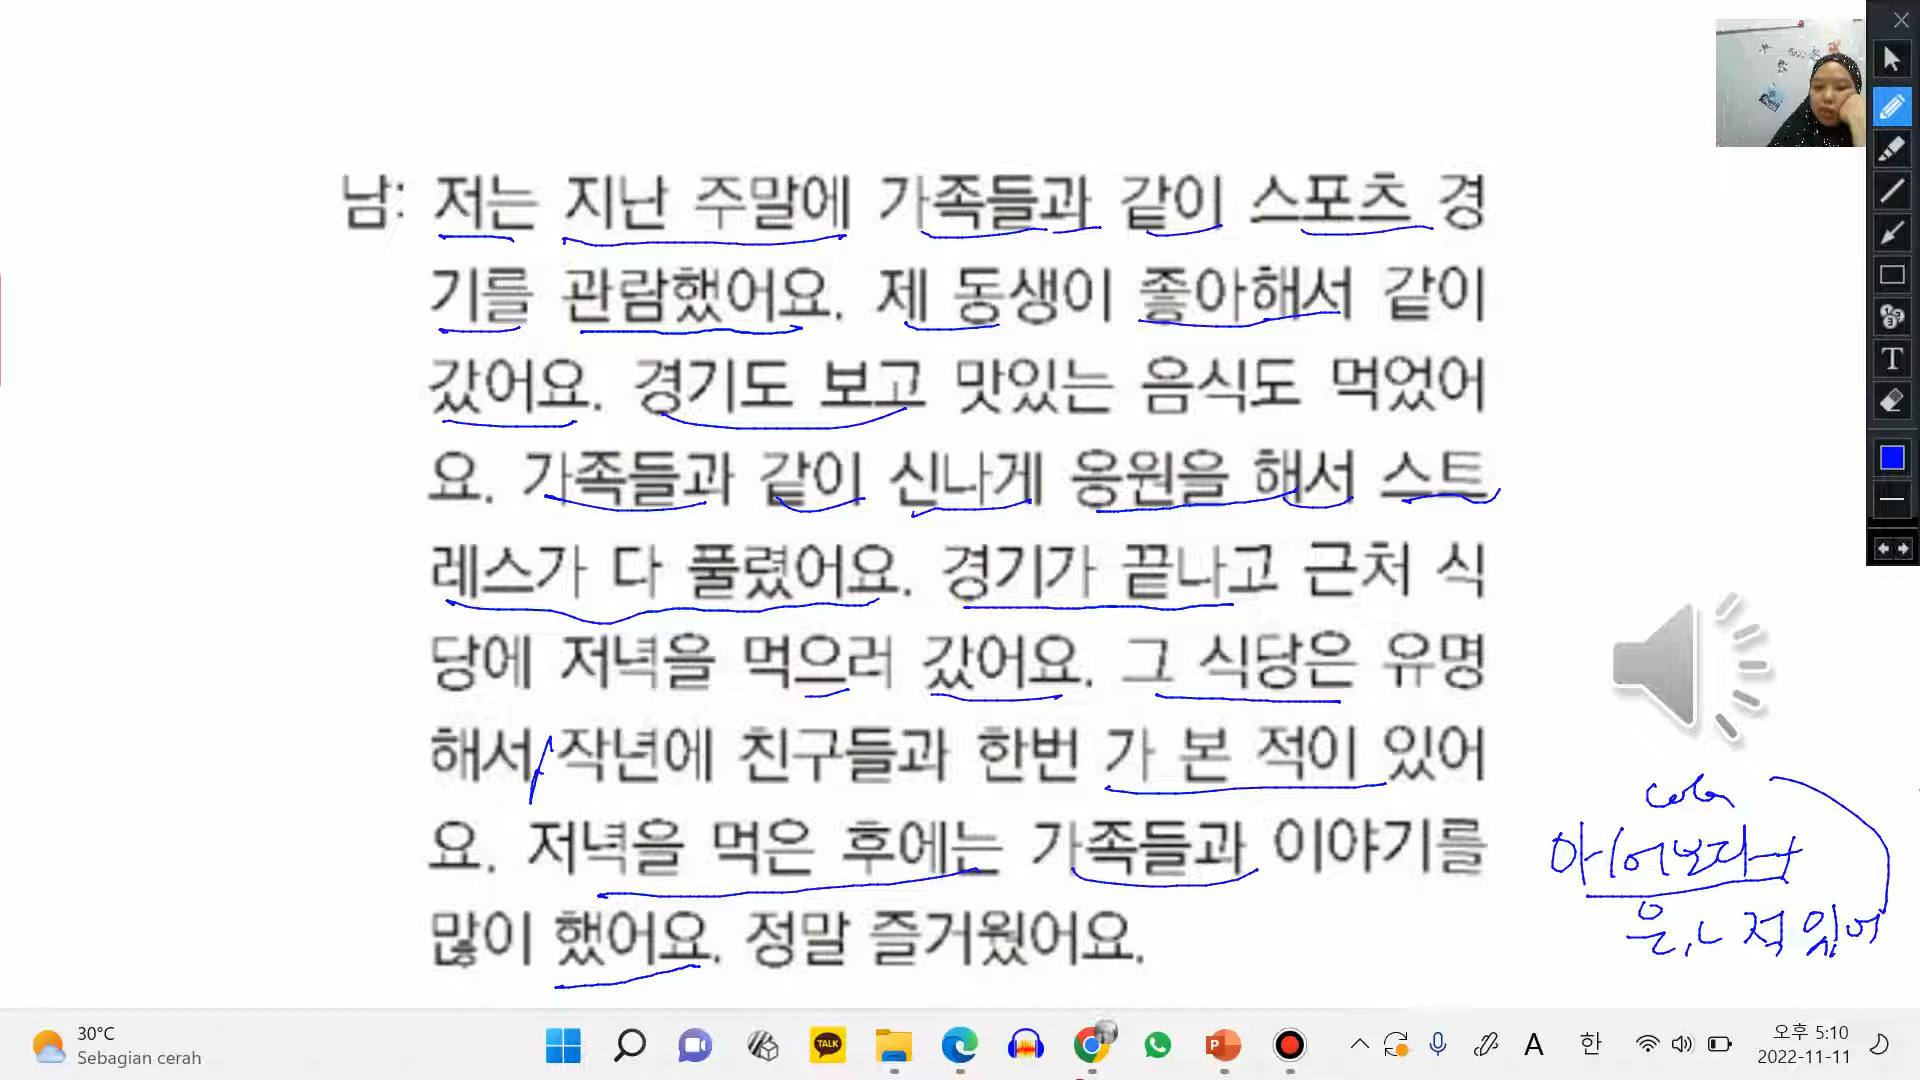 남: 저는 지난 주말에 가족들과 같이 스포츠 경
기를 관람했어요. 제 동생이 좋아해서 같이
갔어요. 경기도 보고 맛있는 음식도 먹었어
요. 가족들과 같이 신나게 응원을 해서 스트
레스가 다 풀렸어요. 경기가 끝나고 근처 식
당에 저녁을 먹으러 갔어요. 그 식당은 유명
해서 작년에 친구들과 한번 가 본 적이 있어
요. 저녁을 먹은 후에는 가족들과 이야기를
많이 했어요. 정말 즐거웠어요.
아/어보다+
은,ㄴ 적 있어
T
30°C
Sebagian cerah
TALK
P
A
한
오후 5:10
2022-11-11